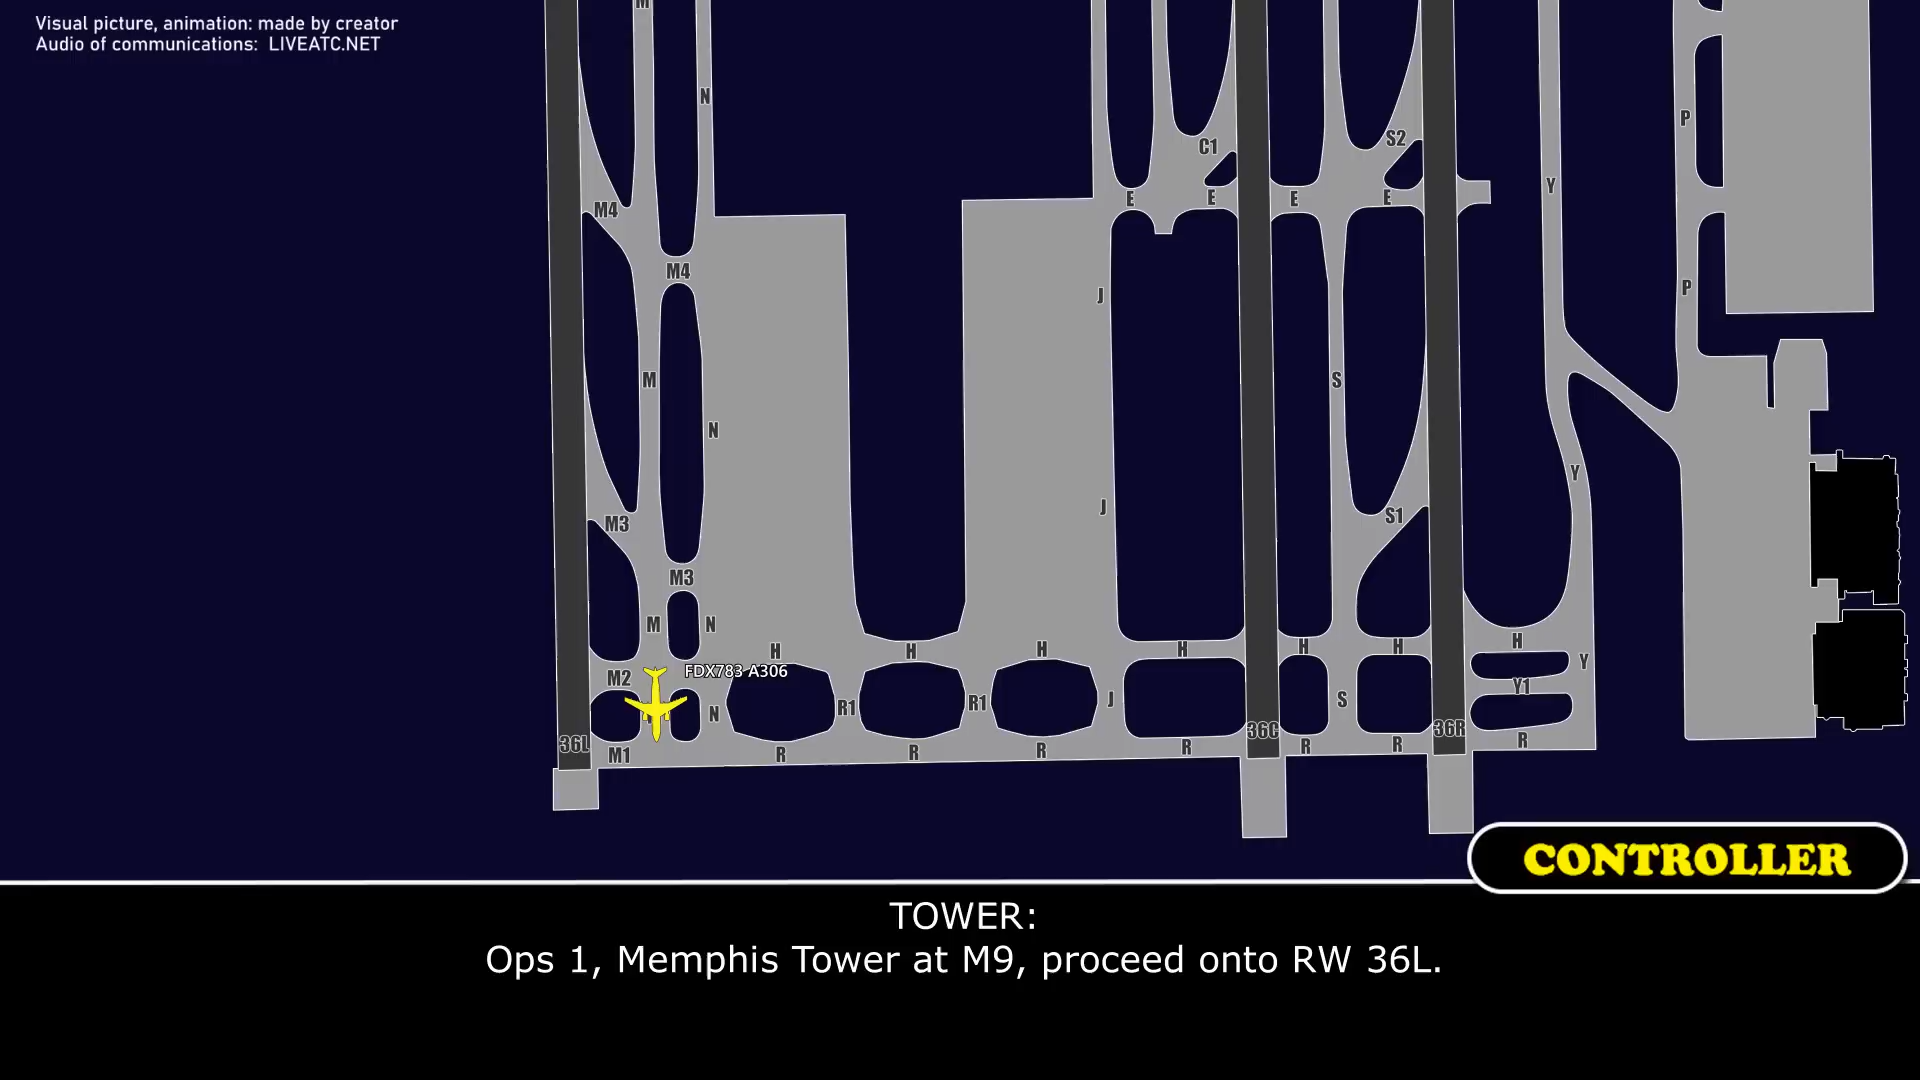 Visual picture, animation: made by creator
Audio of communications: LIVEATC.NET
M
N
P
C1
S2
E
E
E
E
Y
M4
M4
J
P
M
N
S
Y
M3
J
S1
M3
M
N
H
H
H
H
H
H
H
Y
M2
FDX783 A306
Y1
N
R1
R1
J
S
36L
36C
36R
M1
R
R
R
R
R
R
R
CONTROLLER
TOWER:
Ops 1, Memphis Tower at M9, proceed onto RW 36L.